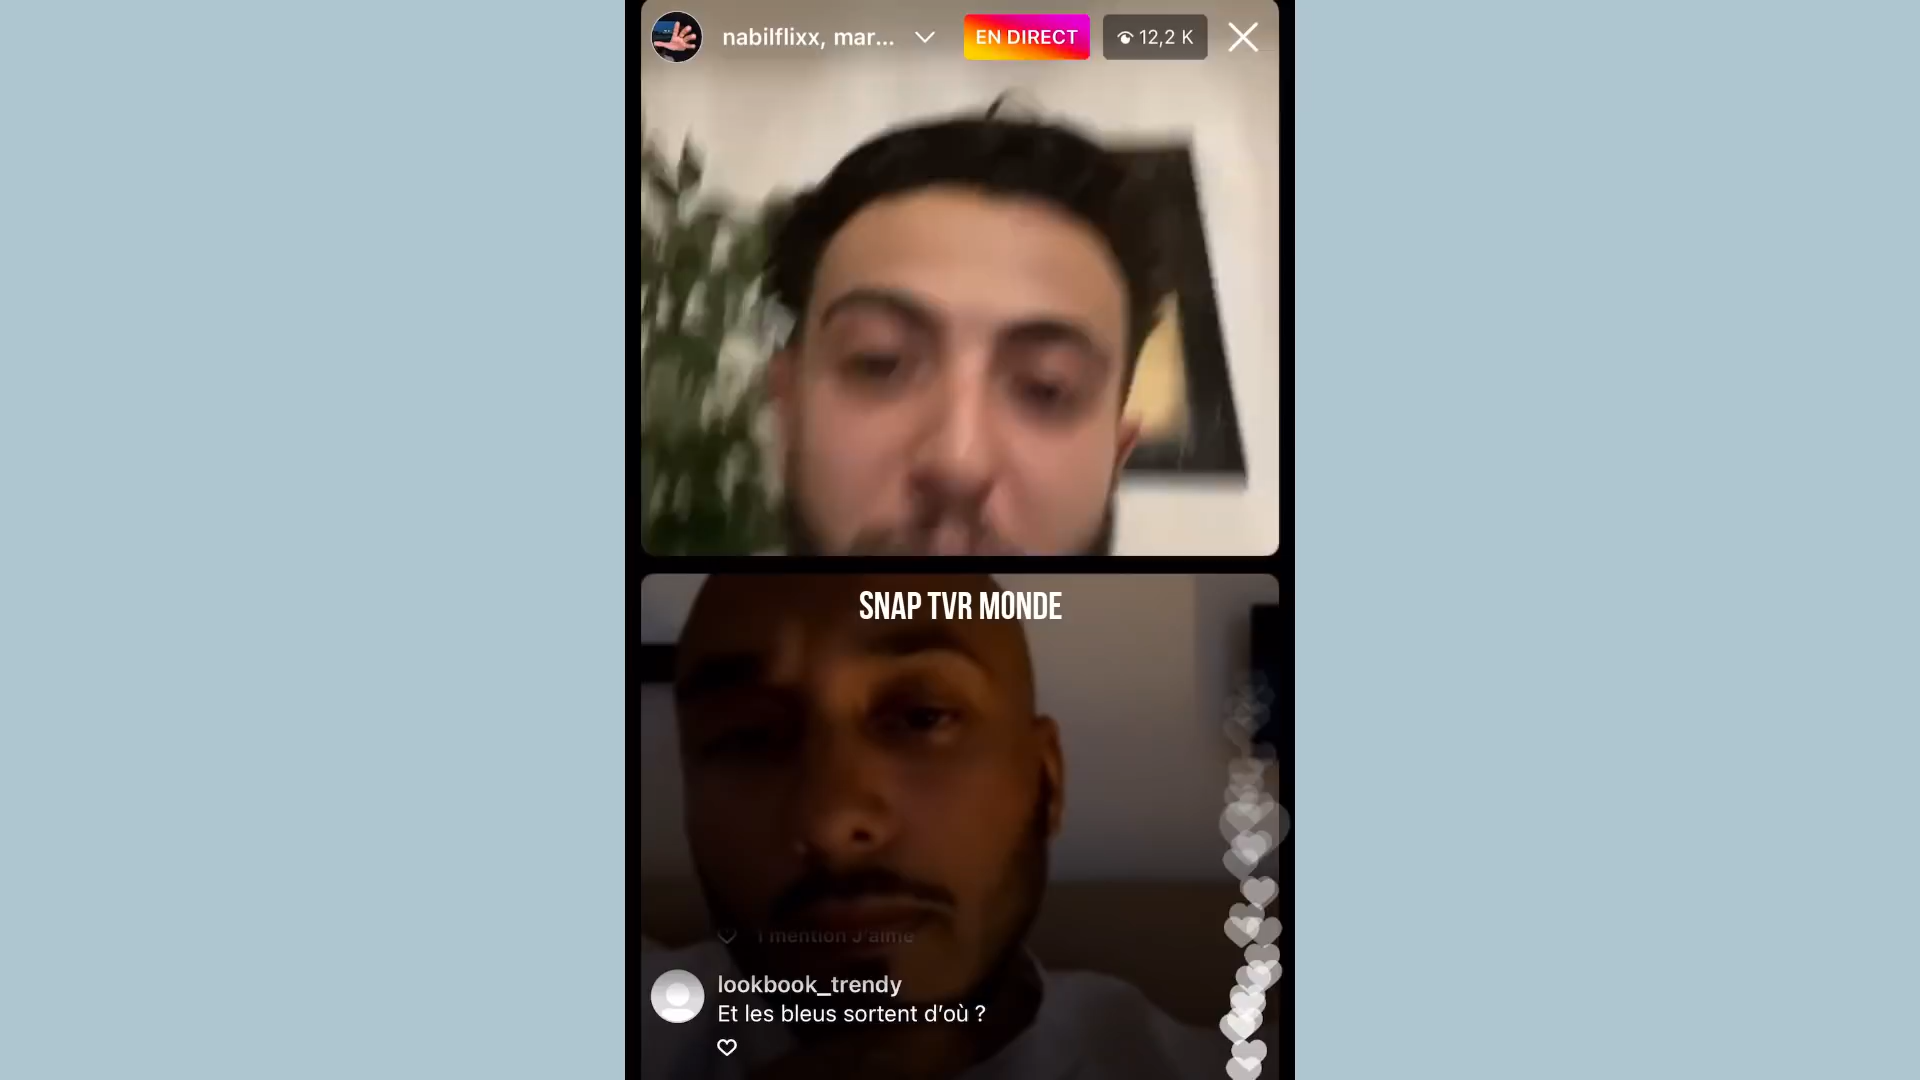 nabilflixx, mar...
EN DIRECT
12,2 K
SNAP TVR MONDE
1 mention J'aime
lookbook_trendy
Et les bleus sortent d'où ?